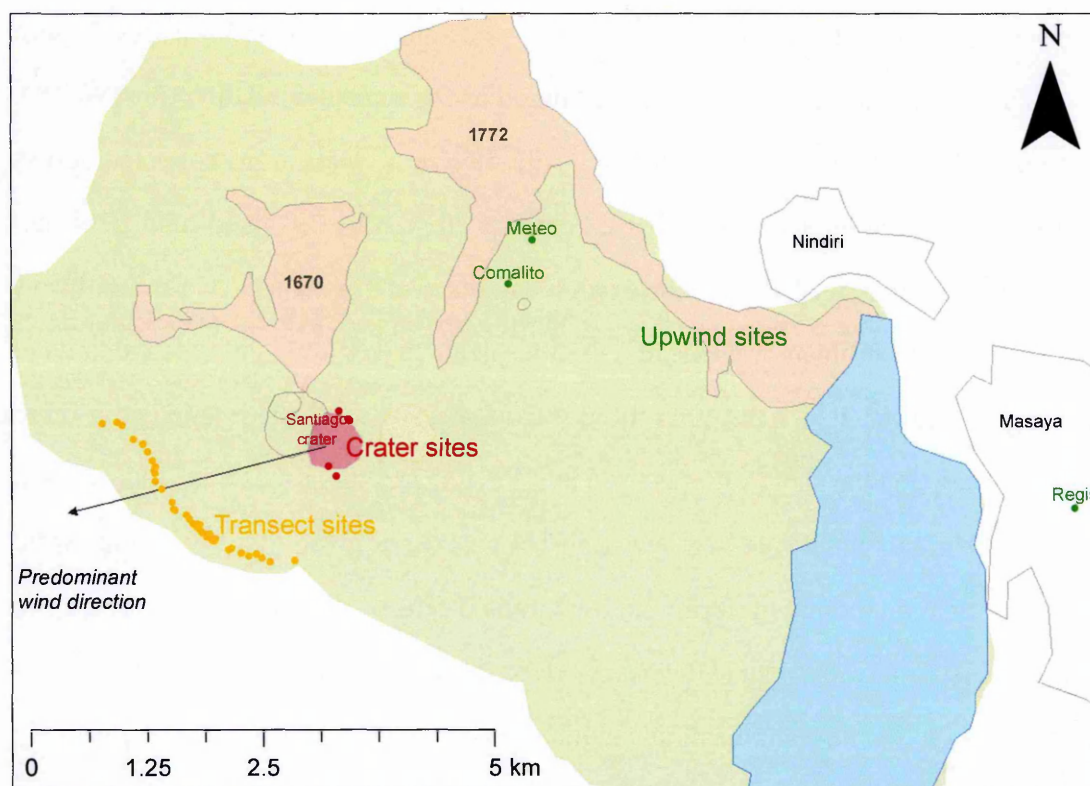 N
1772
Nindiri
Meteo
Comalito
1670
Upwind sites
Santiago
crater
Crater sites
Masaya
Regi
Transect sites
Predominant
wind direction
0 1.25 2.5 5 km